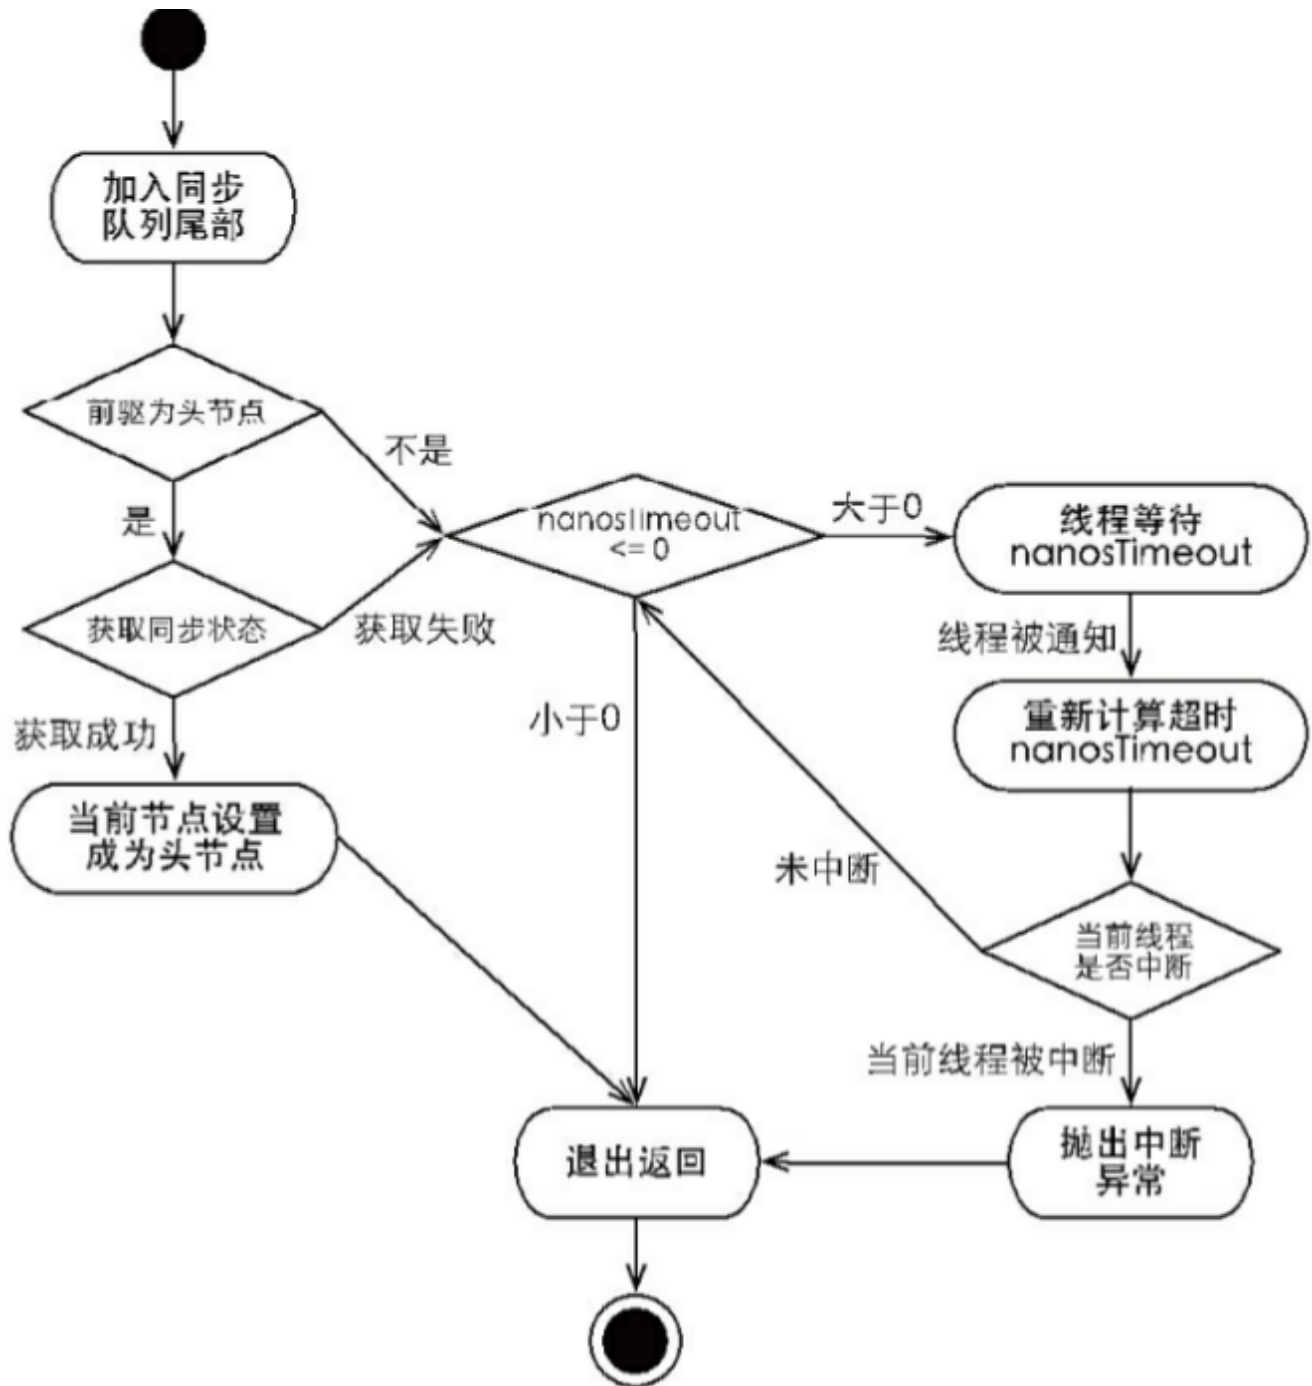 加入同步
队列尾部
前驱为头节点
不是
是
nanosTimeout
<= 0
大于0
线程等待
nanosTimeout
获取同步状态
获取失败
线程被通知
获取成功
小于0
重新计算超时
nanosTimeout
当前节点设置
成为头节点
未中断
当前线程
是否中断
当前线程被中断
退出返回
抛出中断
异常